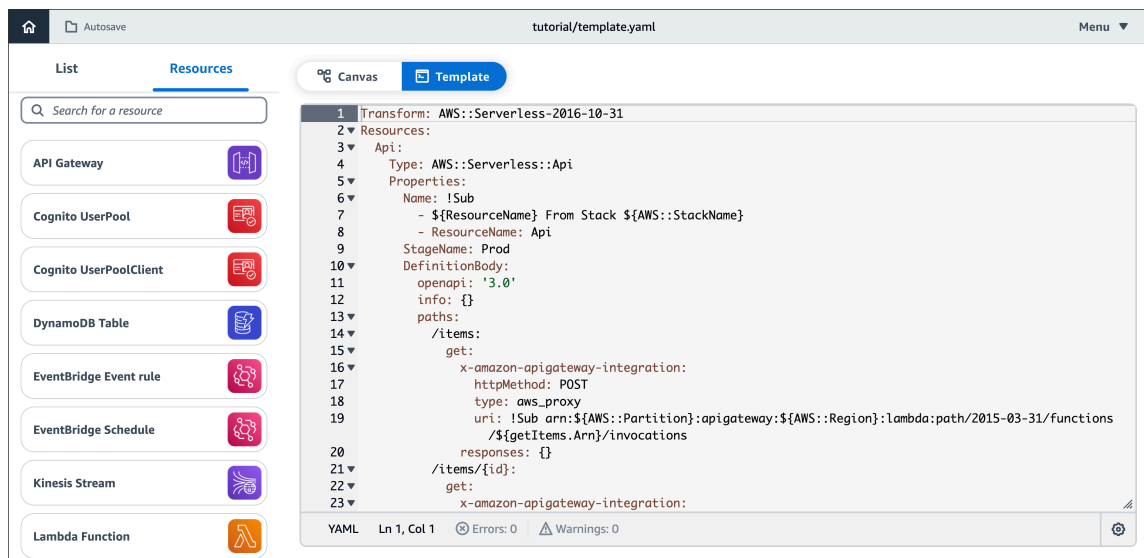 Autosave
tutorial/template.yaml
Menu
List
Resources
Search for a resource
API Gateway
Cognito UserPool
Cognito UserPoolClient
DynamoDB Table
EventBridge Event rule
EventBridge Schedule
Kinesis Stream
Lambda Function
Canvas
Template
1 Transform: AWS::Serverless-2016-10-31
2 Resources:
3 Api:
4 Type: AWS::Serverless::Api
5 Properties:
6 Name: !Sub
7 - ${ResourceName} From Stack ${AWS::StackName}
8 - ResourceName: Api
9 StageName: Prod
10 DefinitionBody:
11 openapi: '3.0'
12 info: {}
13 paths:
14 /items:
15 get:
16 x-amazon-apigateway-integration:
17 httpMethod: POST
18 type: aws_proxy
19 uri: !Sub arn:${AWS::Partition}:apigateway:${AWS::Region}:lambda:path/2015-03-31/functions
/${getItems.Arn}/invocations
20 responses: {}
21 /items/{id}:
22 get:
23 x-amazon-apigateway-integration:
YAML Ln 1, Col 1 Errors: 0 Warnings: 0